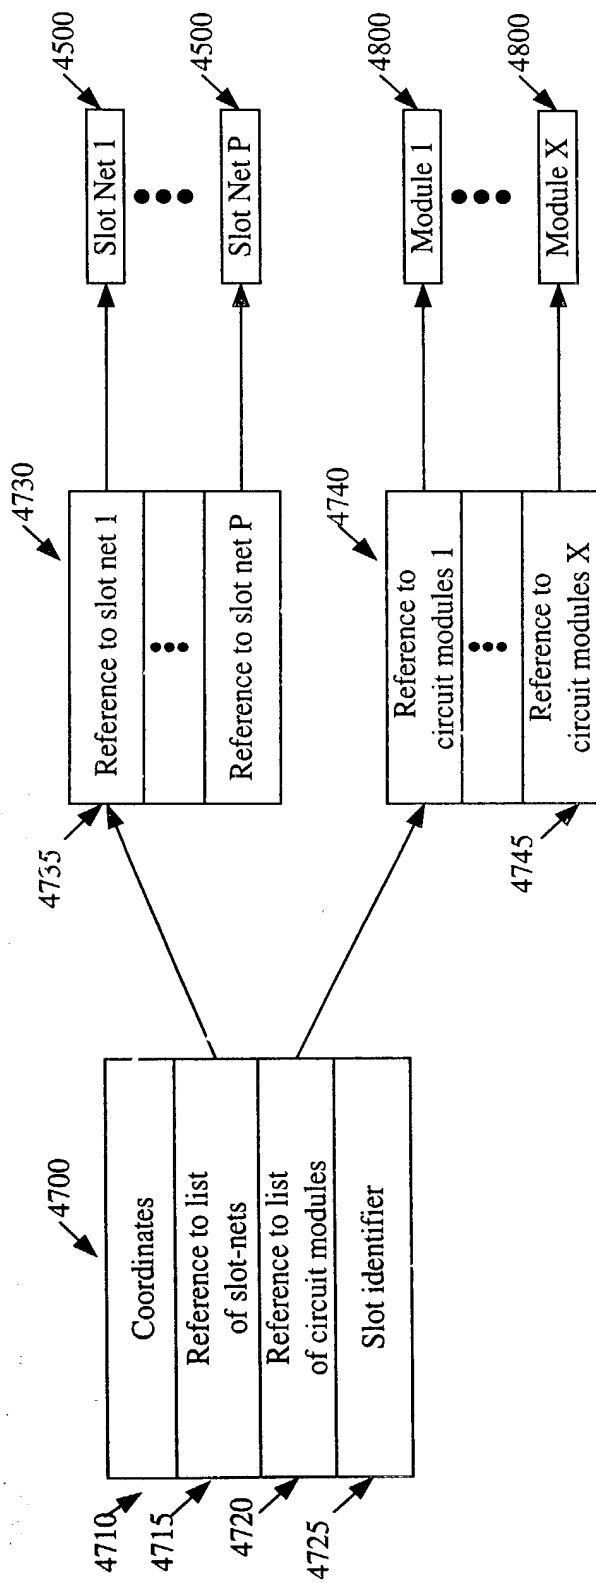 4700
4710
Coordinates
4715
Reference to list
of slot-nets
4720
Reference to list
of circuit modules
4725
Slot identifier
4730
4735
Reference to slot net 1
Reference to slot net P
4740
Reference to
circuit modules 1
4745
Reference to
circuit modules X
4500
Slot Net 1
4500
Slot Net P
4800
Module 1
4800
Module X